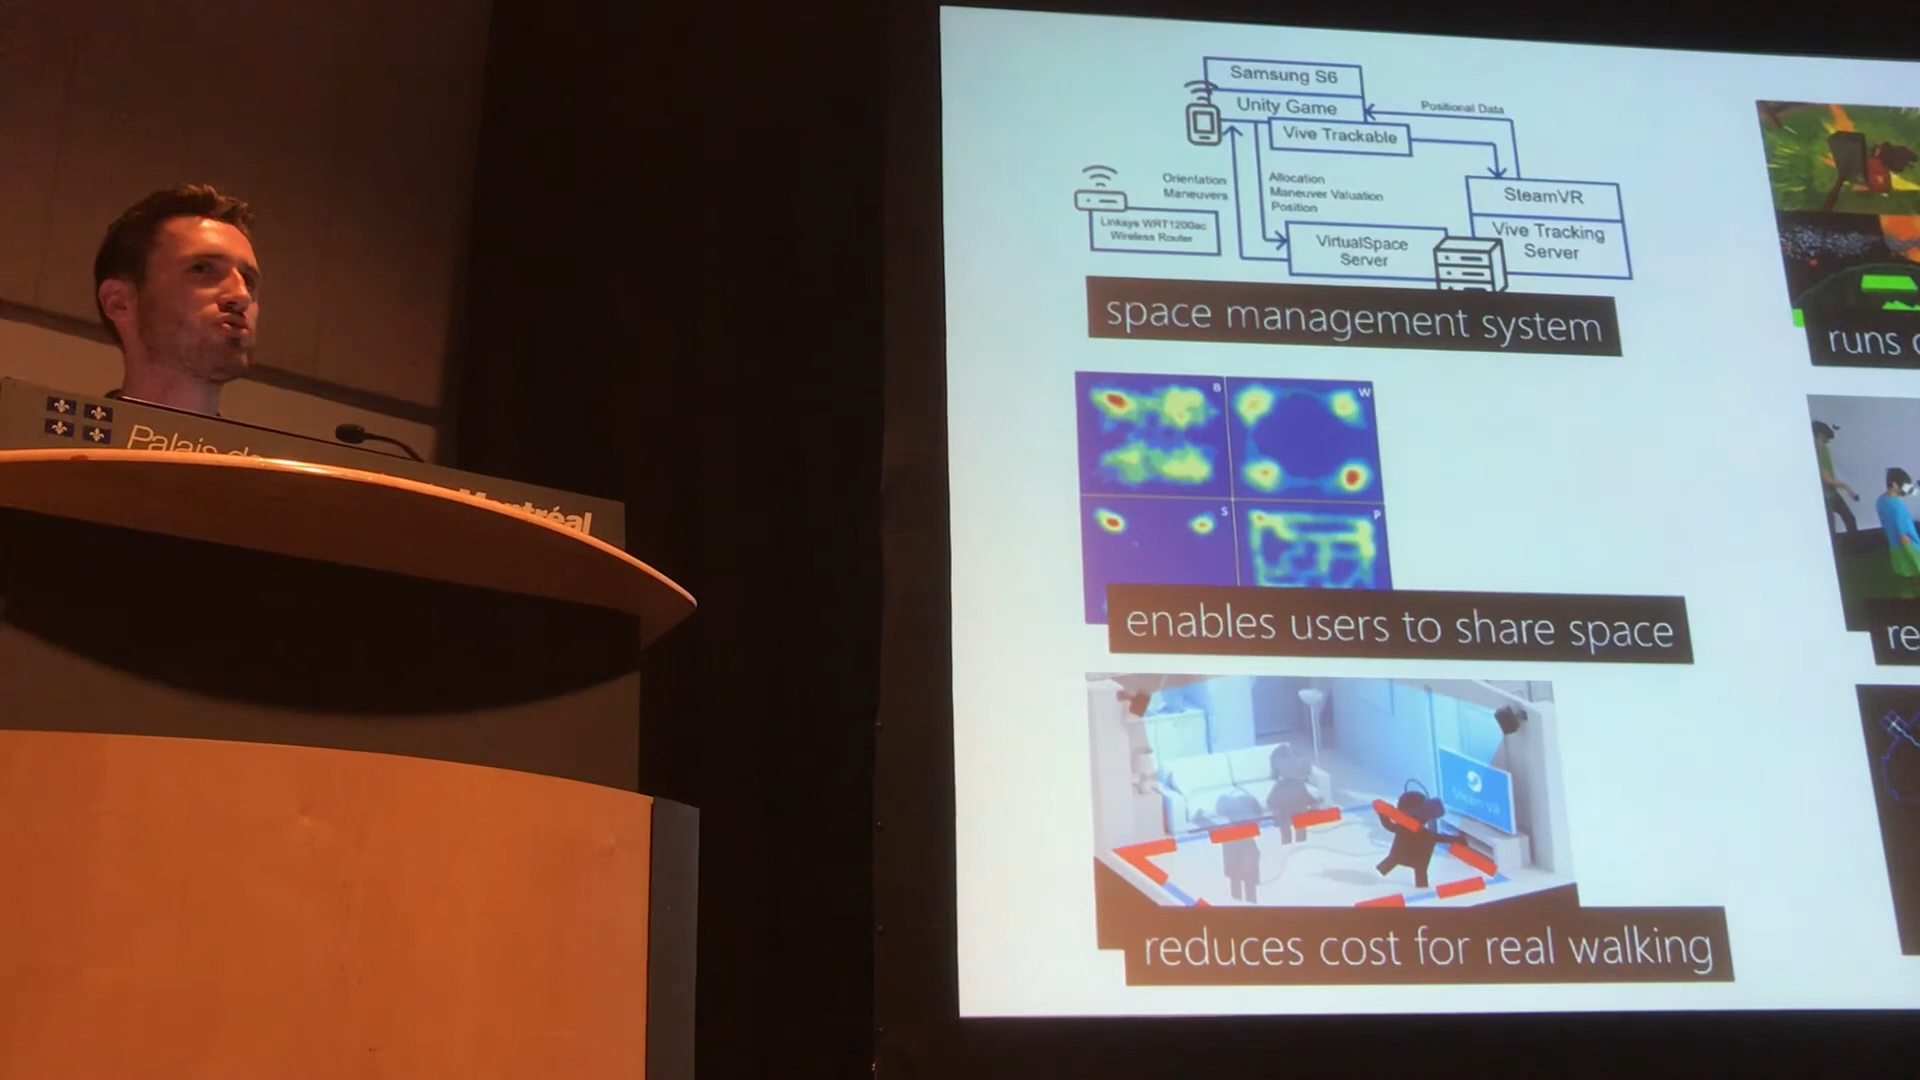 Palais de
Montréal
Samsung S6
Unity Game
Vive Trackable
Positional Data
Orientation
Maneuvers
Allocation
Maneuver Valuation
Position
Linksys WRT1200ac
Wireless Router
VirtualSpace
Server
SteamVR
Vive Tracking
Server
space management system
B
W
S
P
enables users to share space
SteamVR
reduces cost for real walking
runs
re